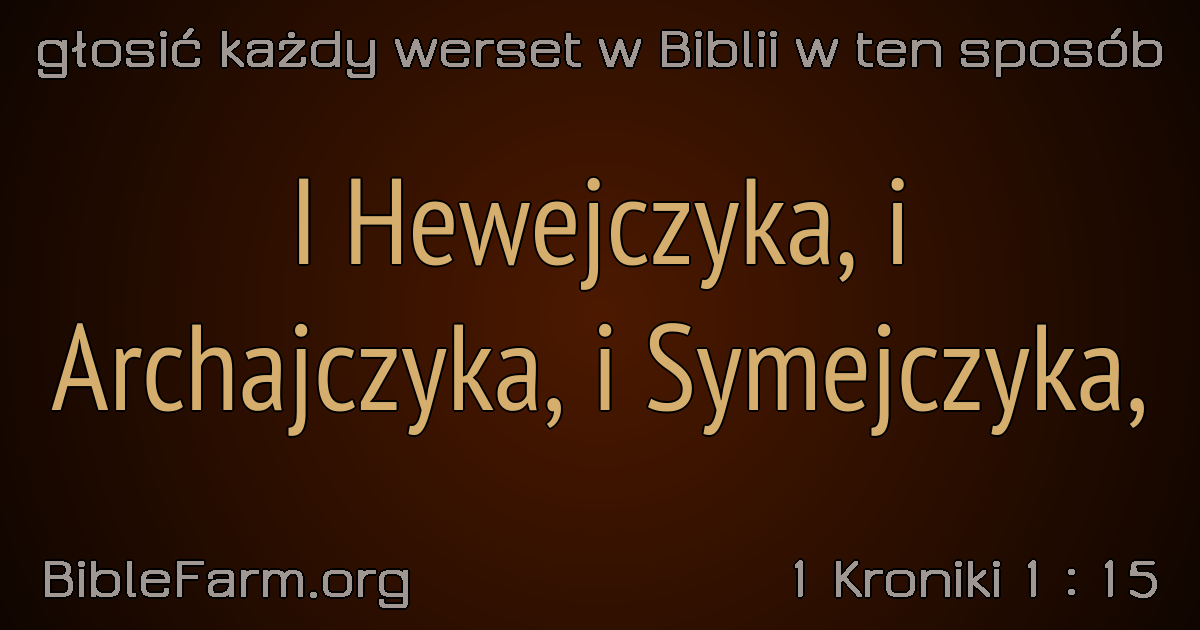 głosić każdy werset w Biblii w ten sposób
I Hewejczyka, i
Archajczyka, i Symejczyka,
BibleFarm.org
1 Kroniki 1 : 15